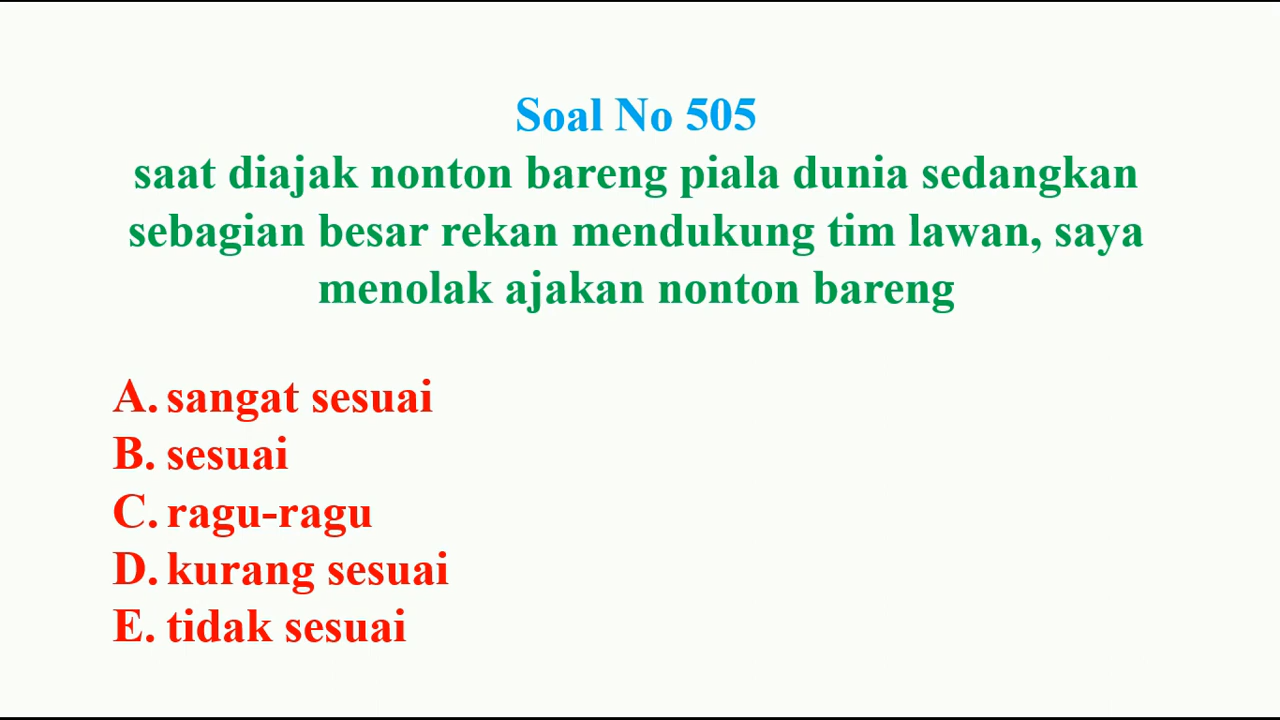 Soal No 505
saat diajak nonton bareng piala dunia sedangkan
sebagian besar rekan mendukung tim lawan, saya
menolak ajakan nonton bareng
A. sangat sesuai
B. sesuai
C. ragu-ragu
D. kurang sesuai
E. tidak sesuai